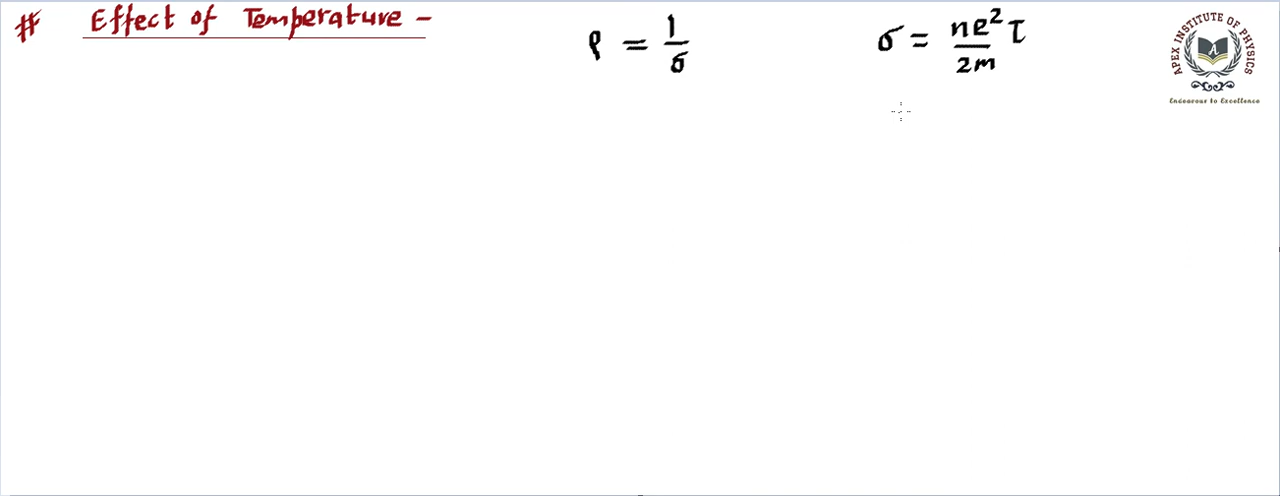 # Effect of Temperature -
ρ = 1/σ
σ = ne²/2m τ
APEX INSTITUTE OF PHYSICS
A
Endeavour to Excellence